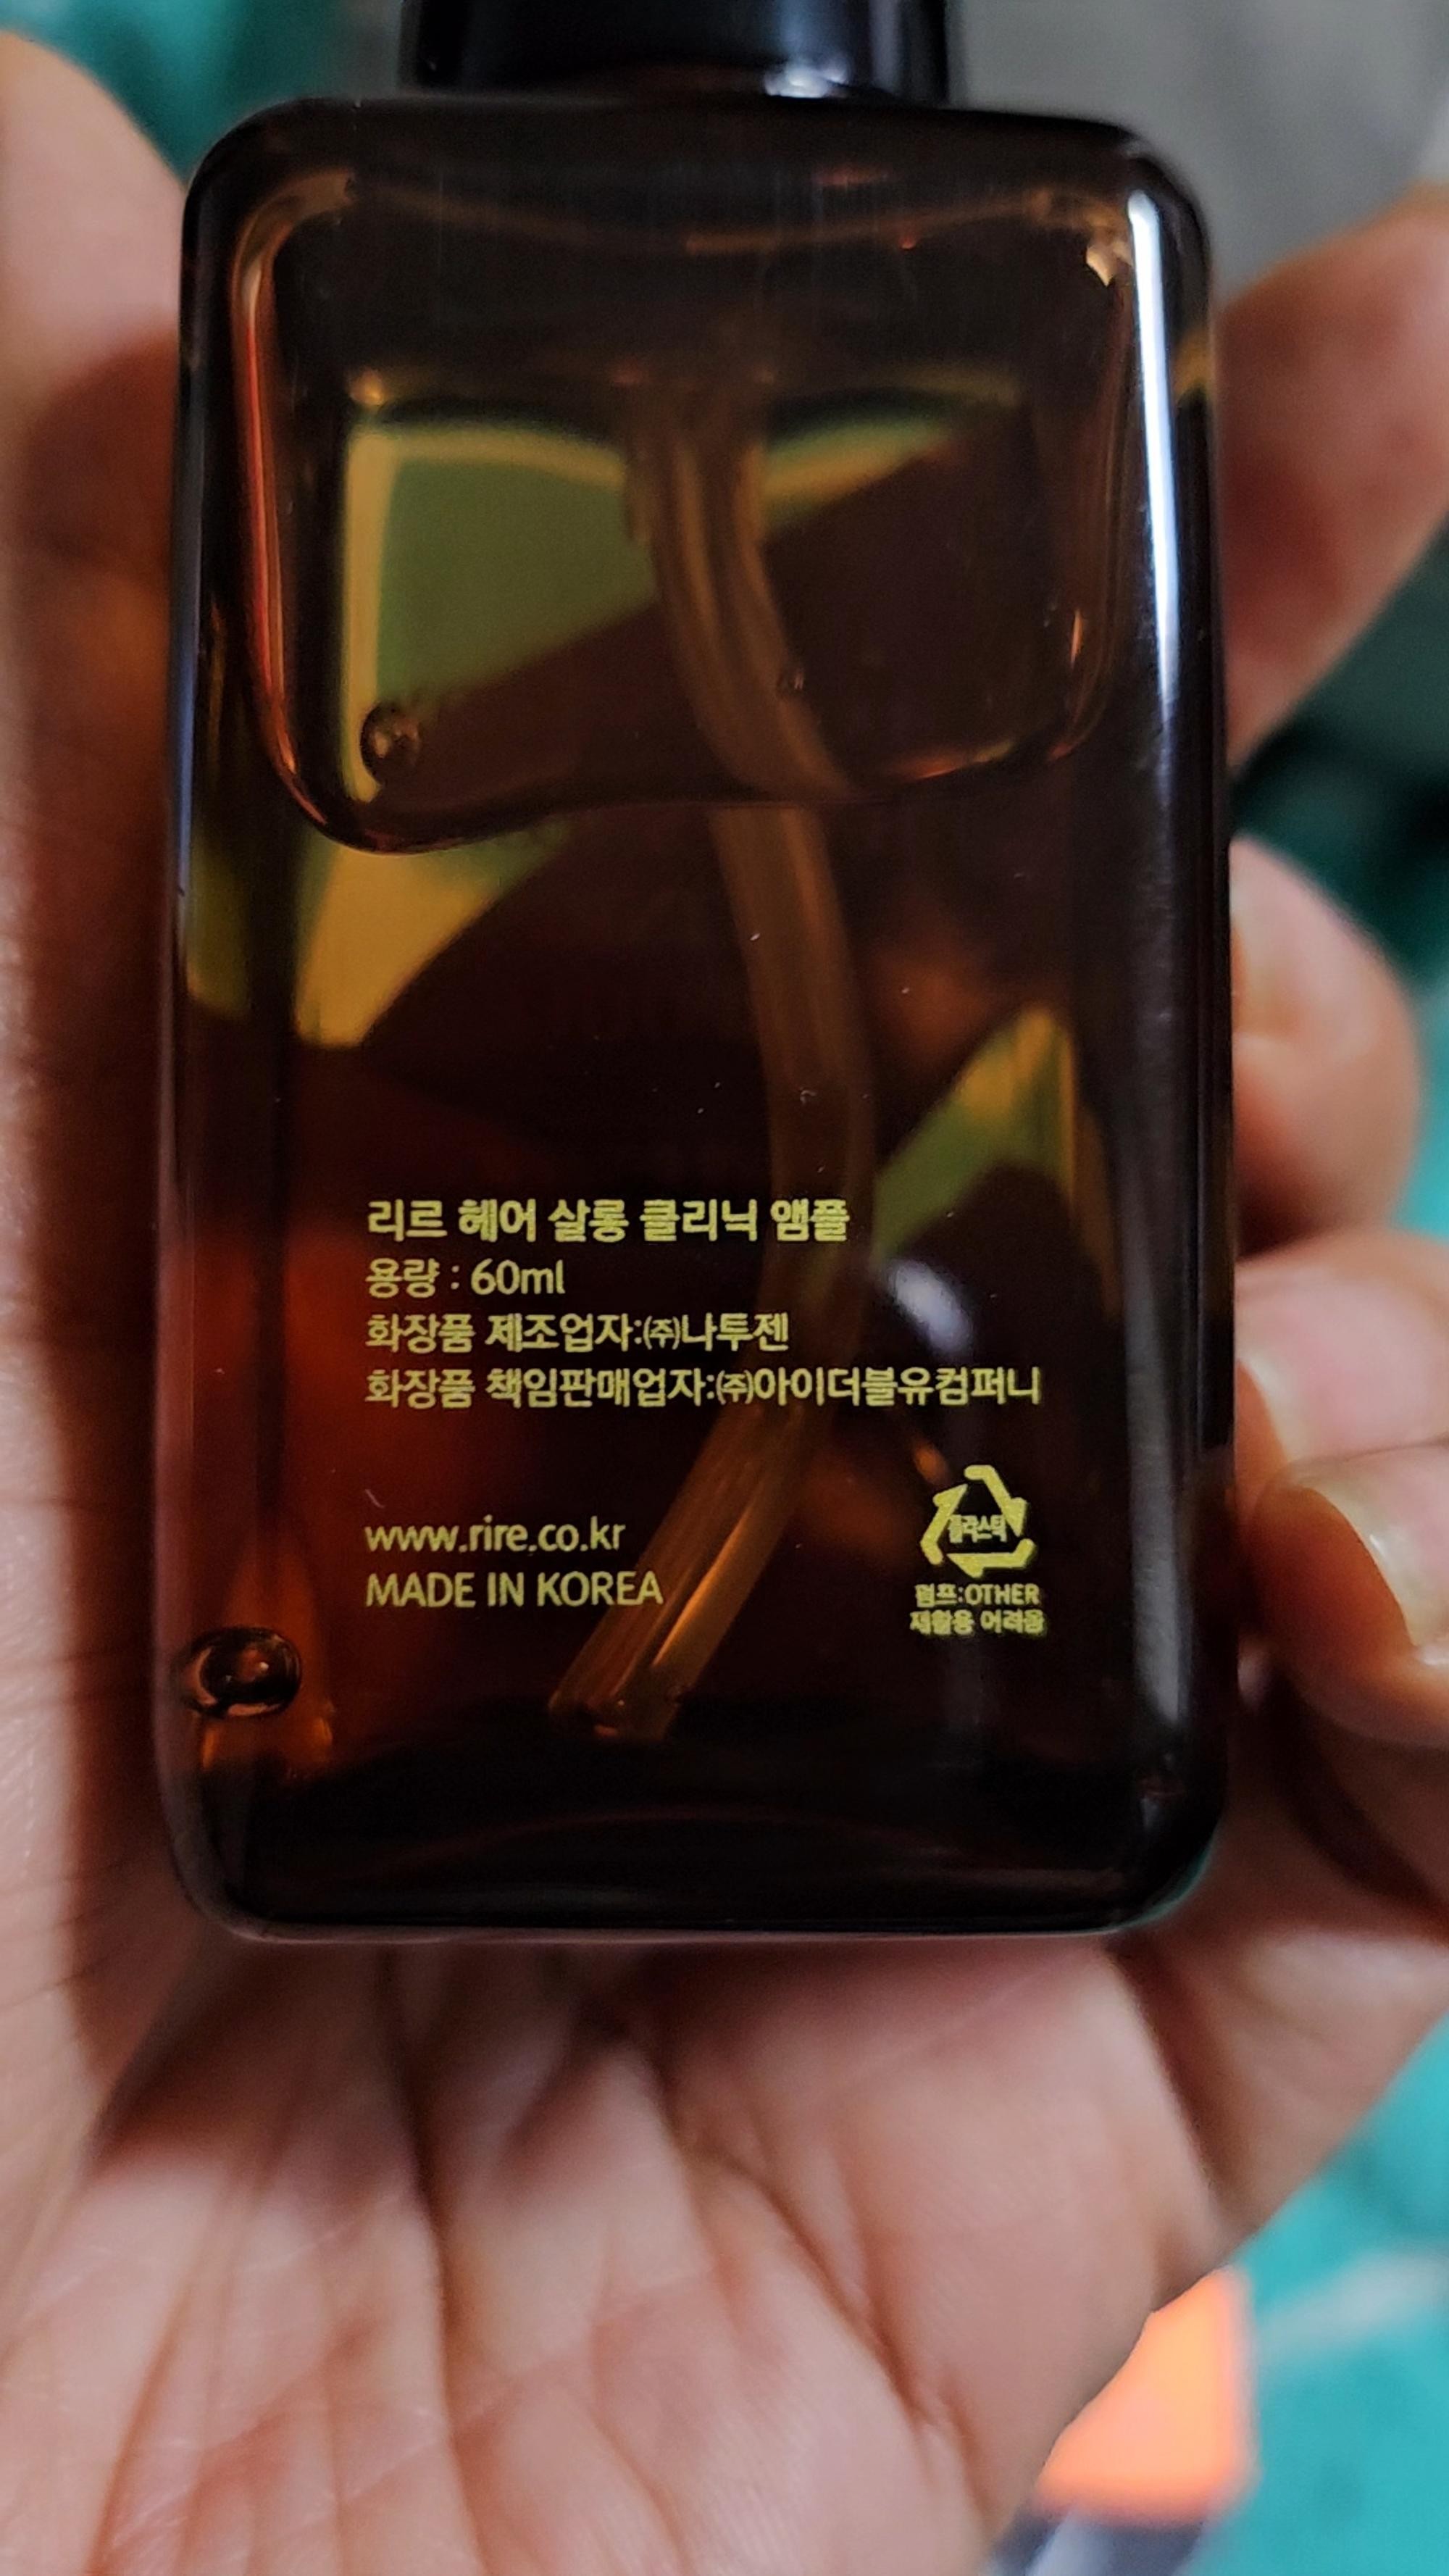 리르 헤어 살롱 클리닉 앰플
용량 : 60ml
화장품 제조업자:㈜나투젠
화장품 책임판매업자:㈜아이더블유컴퍼니
www.rire.co.kr
MADE IN KOREA
플라스틱
펌프:OTHER
재활용 어려움